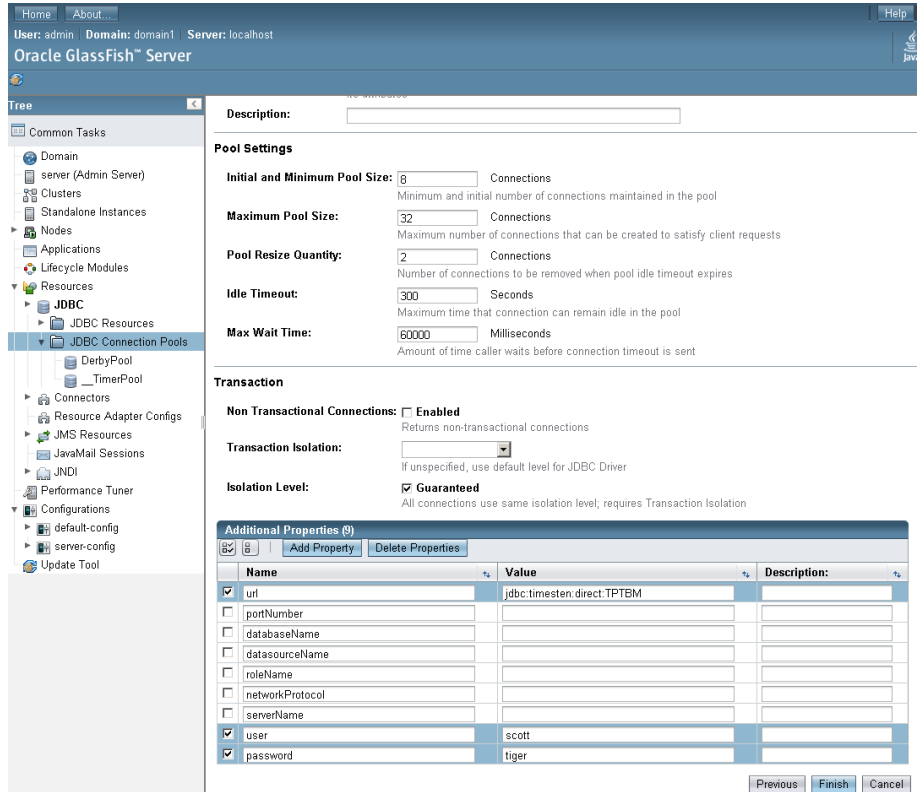 Home About...
Help
User: admin Domain: domain1 Server: localhost
Oracle GlassFish™ Server
Java
Tree
Common Tasks
Domain
server (Admin Server)
Clusters
Standalone Instances
Nodes
Applications
Lifecycle Modules
Resources
JDBC
JDBC Resources
JDBC Connection Pools
DerbyPool
__TimerPool
Connectors
Resource Adapter Configs
JMS Resources
JavaMail Sessions
JNDI
Performance Tuner
Configurations
default-config
server-config
Update Tool
Description:
Pool Settings
Initial and Minimum Pool Size: 8 Connections
Minimum and initial number of connections maintained in the pool
Maximum Pool Size: 32 Connections
Maximum number of connections that can be created to satisfy client requests
Pool Resize Quantity: 2 Connections
Number of connections to be removed when pool idle timeout expires
Idle Timeout: 300 Seconds
Maximum time that connection can remain idle in the pool
Max Wait Time: 60000 Milliseconds
Amount of time caller waits before connection timeout is sent
Transaction
Non Transactional Connections: Enabled
Returns non-transactional connections
Transaction Isolation:
If unspecified, use default level for JDBC Driver
Isolation Level: Guaranteed
All connections use same isolation level; requires Transaction Isolation
Additional Properties (9)
Add Property Delete Properties
Name Value Description:
url jdbc:timesten:direct:TPTBM
portNumber
databaseName
datasourceName
roleName
networkProtocol
serverName
user scott
password tiger
Previous Finish Cancel